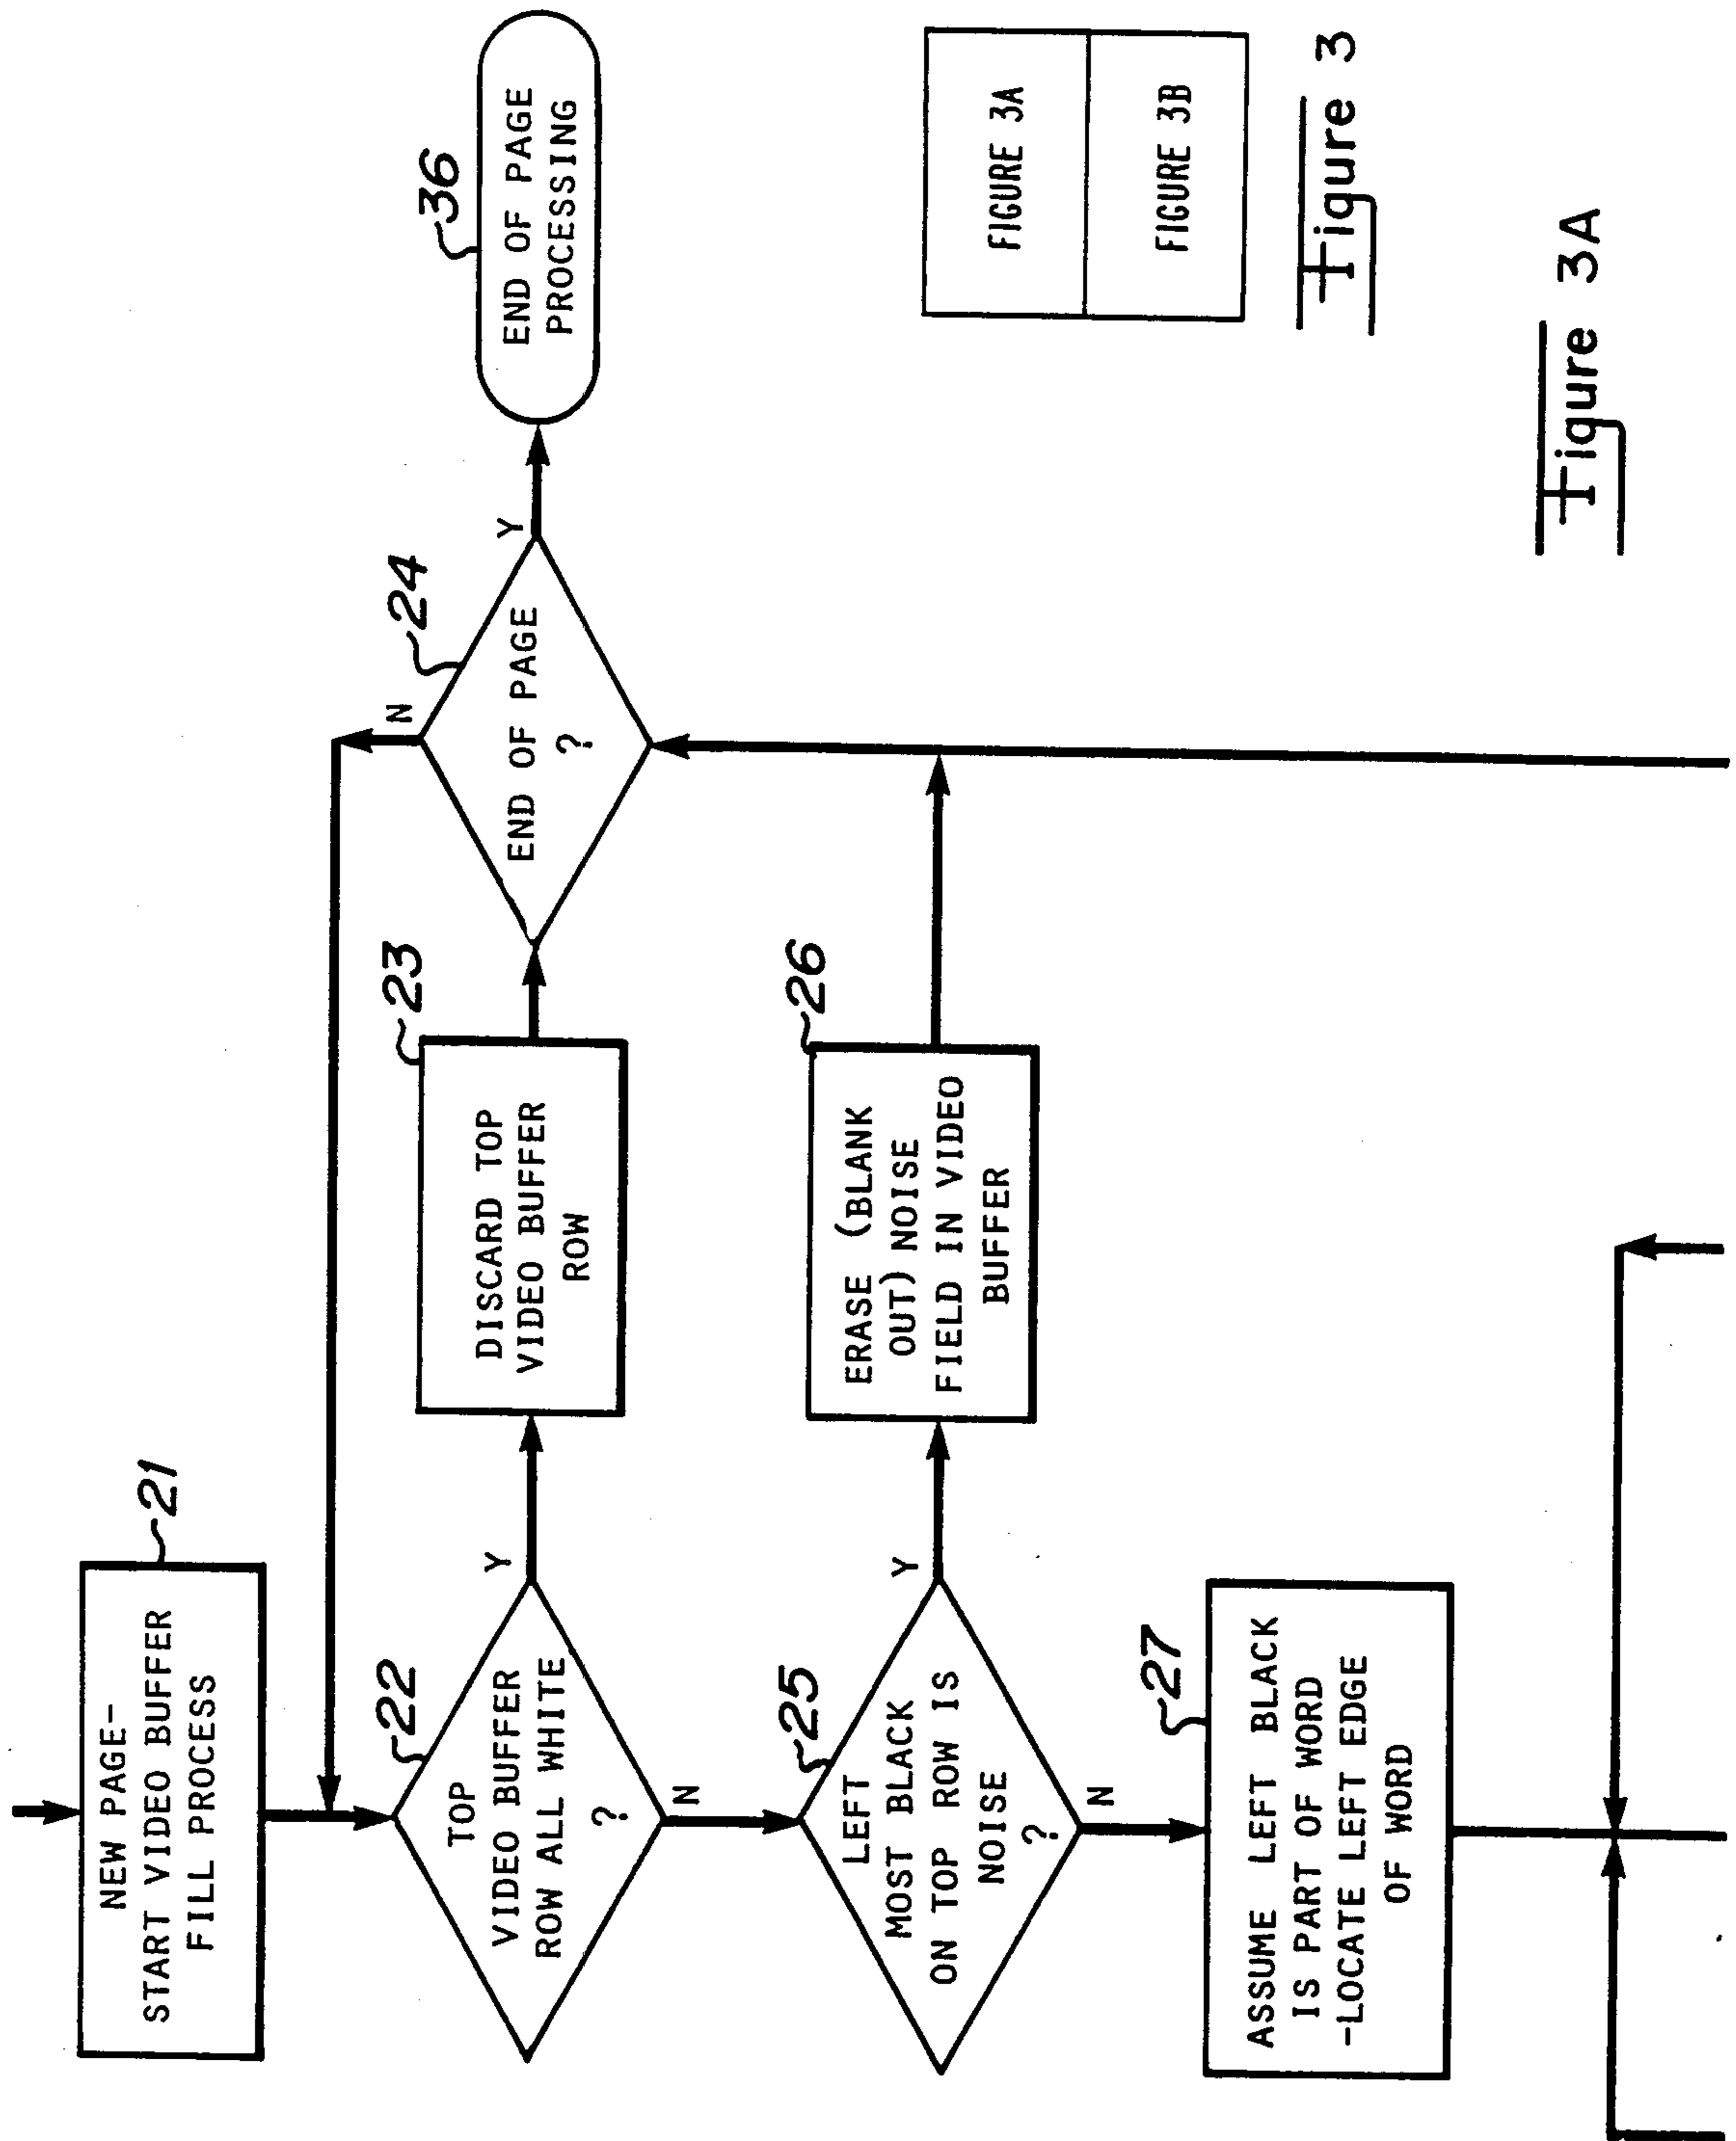 NEW PAGE-
START VIDEO BUFFER
FILL PROCESS
21
TOP
VIDEO BUFFER
ROW ALL WHITE
?
22
Y
N
DISCARD TOP
VIDEO BUFFER
ROW
23
END OF PAGE
?
24
N
Y
END OF PAGE
PROCESSING
36
LEFT
MOST BLACK
ON TOP ROW IS
NOISE
?
25
Y
N
ERASE (BLANK
OUT) NOISE
FIELD IN VIDEO
BUFFER
26
ASSUME LEFT BLACK
IS PART OF WORD
-LOCATE LEFT EDGE
OF WORD
27
FIGURE 3A
FIGURE 3B
Figure 3
Figure 3A